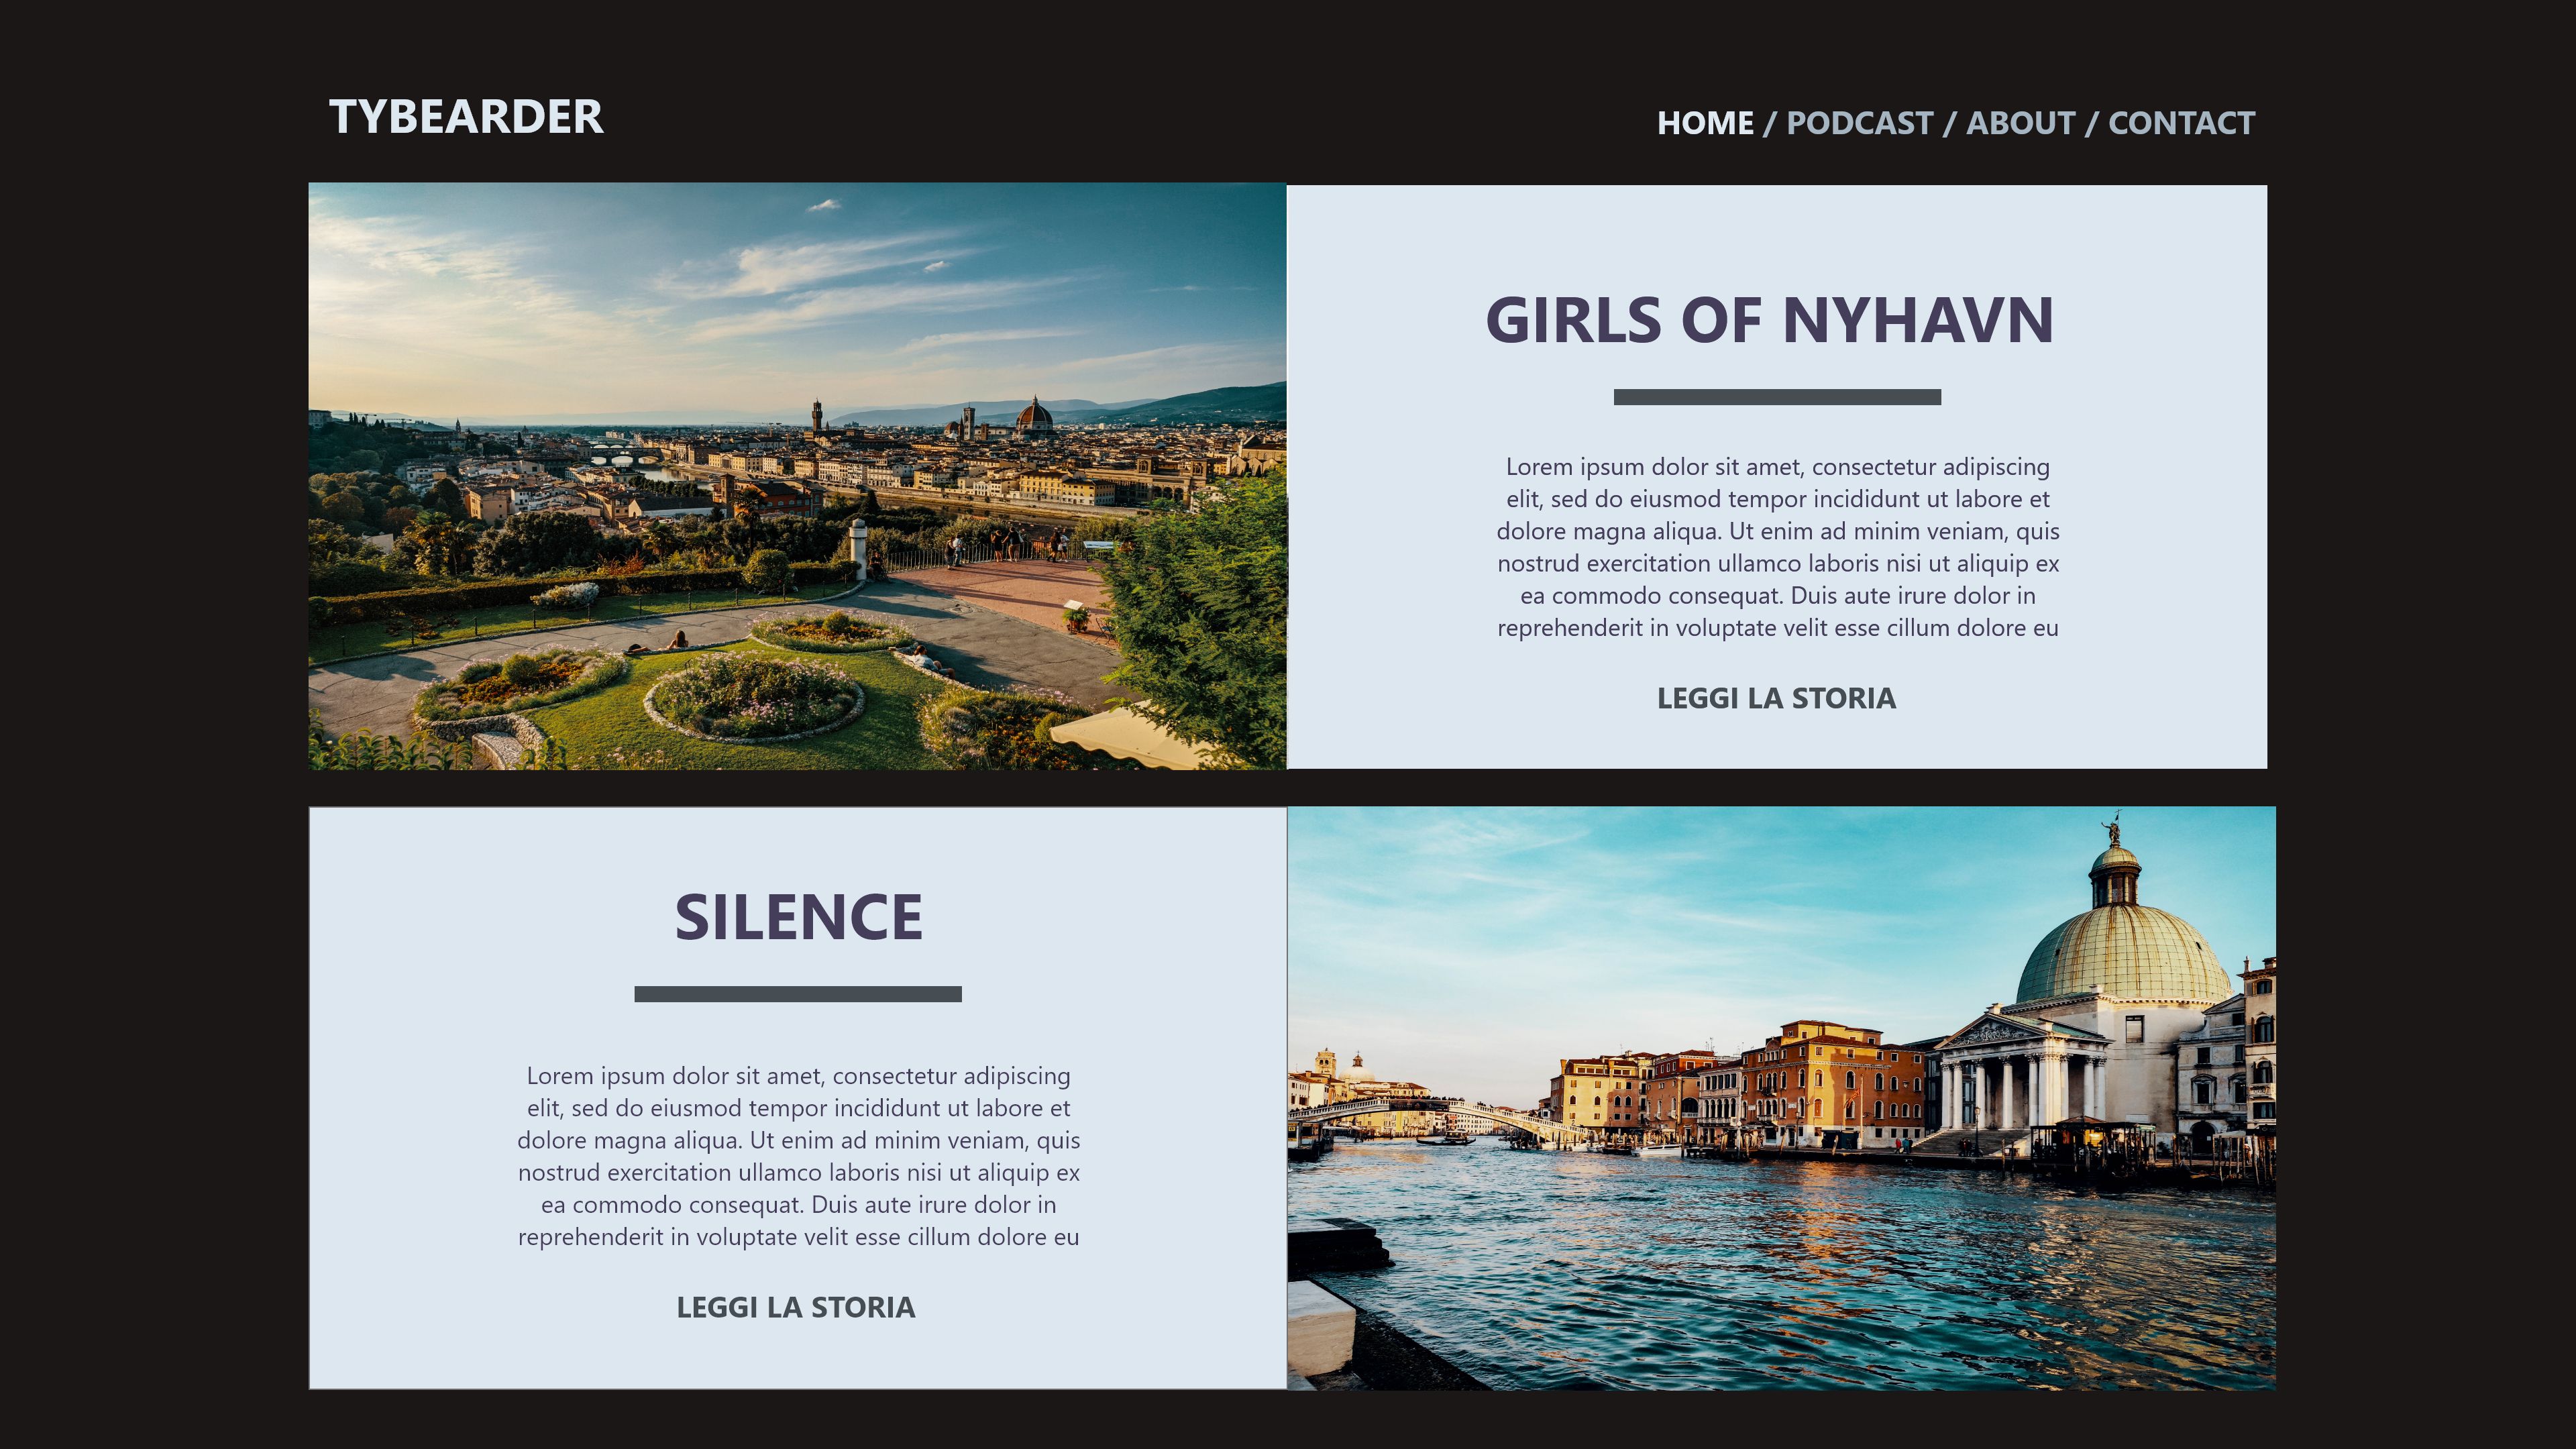 TYBEARDER
HOME / PODCAST / ABOUT / CONTACT
GIRLS OF NYHAVN
Lorem ipsum dolor sit amet, consectetur adipiscing
elit, sed do eiusmod tempor incididunt ut labore et
dolore magna aliqua. Ut enim ad minim veniam, quis
nostrud exercitation ullamco laboris nisi ut aliquip ex
ea commodo consequat. Duis aute irure dolor in
reprehenderit in voluptate velit esse cillum dolore eu
LEGGI LA STORIA
SILENCE
Lorem ipsum dolor sit amet, consectetur adipiscing
elit, sed do eiusmod tempor incididunt ut labore et
dolore magna aliqua. Ut enim ad minim veniam, quis
nostrud exercitation ullamco laboris nisi ut aliquip ex
ea commodo consequat. Duis aute irure dolor in
reprehenderit in voluptate velit esse cillum dolore eu
LEGGI LA STORIA